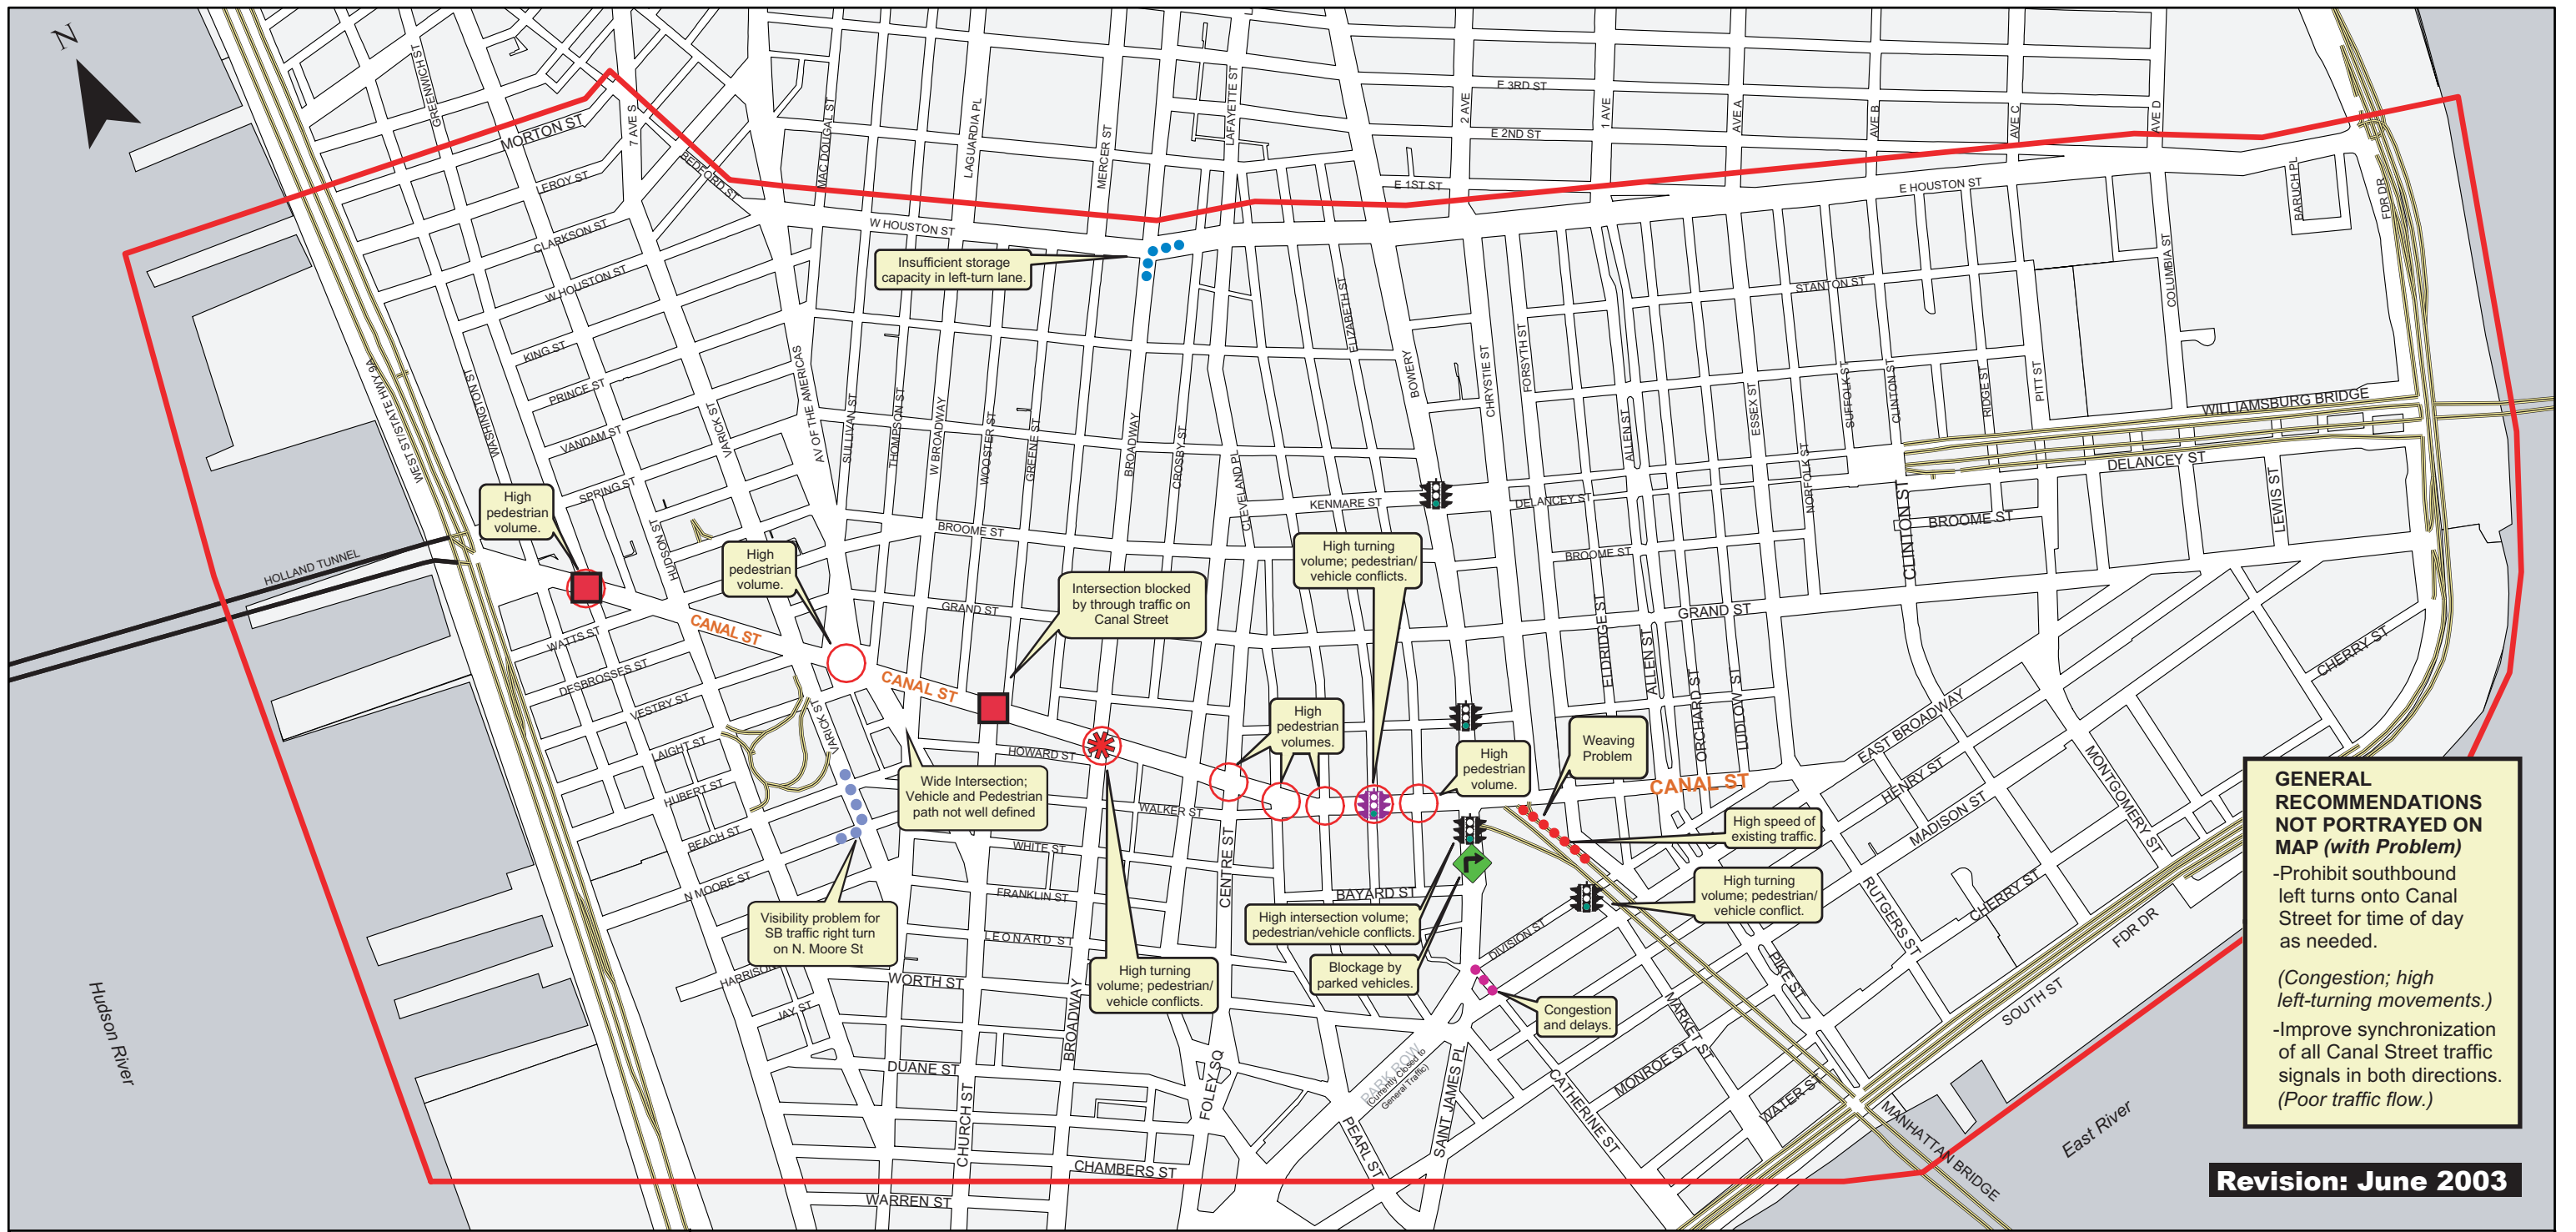 N
GREENWICH ST
MORTON ST
7 AVE S
BEDFORD ST
LEROY ST
CLARKSON ST
W HOUSTON ST
KING ST
PRINCE ST
VANDAM ST
SPRING ST
WASHINGTON ST
WEST ST/STATE HWY 9A
VARICK ST
HUDSON ST
MAC DOUGAL ST
LAGUARDIA PL
MERCER ST
LAFAYETTE ST
E 3RD ST
2 AVE
E 2ND ST
1 AVE
AVE A
AVE B
AVE C
AVE D
E 1ST ST
E HOUSTON ST
BARUCH PL
FDR DR
W HOUSTON ST
Insufficient storage
capacity in left-turn lane.
AV OF THE AMERICAS
SULLIVAN ST
THOMPSON ST
W BROADWAY
WOOSTER ST
GREENE ST
BROADWAY
CROSBY ST
CLEVELAND PL
ELIZABETH ST
BOWERY
CHRYSTIE ST
FORSYTH ST
ALLEN ST
STANTON ST
ESSEX ST
NORFOLK ST
SUFFOLK ST
CLINTON ST
RIDGE ST
PITT ST
COLUMBIA ST
WILLIAMSBURG BRIDGE
DELANCEY ST
LEWIS ST
KENMARE ST
DELANCEY ST
BROOME ST
BROOME ST
BROOME ST
CLINTON ST
High
pedestrian
volume.
HOLLAND TUNNEL
High
pedestrian
volume.
Intersection blocked
by through traffic on
Canal Street
High turning
volume; pedestrian/
vehicle conflicts.
GRAND ST
GRAND ST
ELDRIDGE ST
ALLEN ST
ORCHARD ST
LUDLOW ST
CHERRY ST
WATTS ST
CANAL ST
CANAL ST
DESBROSSES ST
VESTRY ST
LAIGHT ST
HUBERT ST
BEACH ST
N MOORE ST
VARICK ST
HOWARD ST
WALKER ST
WHITE ST
FRANKLIN ST
LEONARD ST
High
pedestrian
volumes.
High
pedestrian
volume.
Weaving
Problem
CANAL ST
EAST BROADWAY
HENRY ST
MADISON ST
MONTGOMERY ST
Wide Intersection;
Vehicle and Pedestrian
path not well defined
High speed of
existing traffic.
High turning
volume; pedestrian/
vehicle conflict.
CENTRE ST
BAYARD ST
High intersection volume;
pedestrian/vehicle conflicts.
DIVISION ST
Blockage by
parked vehicles.
Congestion
and delays.
RUTGERS ST
CHERRY ST
FDR DR
SOUTH ST
PIKE ST
MARKET ST
Visibility problem for
SB traffic right turn
on N. Moore St
HARRISON
WORTH ST
JAY ST
High turning
volume; pedestrian/
vehicle conflicts.
BROADWAY
DUANE ST
CHURCH ST
FOLEY SQ
CHAMBERS ST
WARREN ST
PARK ROW
(Currently Closed to
General Traffic)
PEARL ST
SAINT JAMES PL
CATHERINE ST
MONROE ST
WATER ST
MANHATTAN BRIDGE
Hudson River
East River
GENERAL
RECOMMENDATIONS
NOT PORTRAYED ON
MAP (with Problem)
-Prohibit southbound
left turns onto Canal
Street for time of day
as needed.
(Congestion; high
left-turning movements.)
-Improve synchronization
of all Canal Street traffic
signals in both directions.
(Poor traffic flow.)
Revision: June 2003